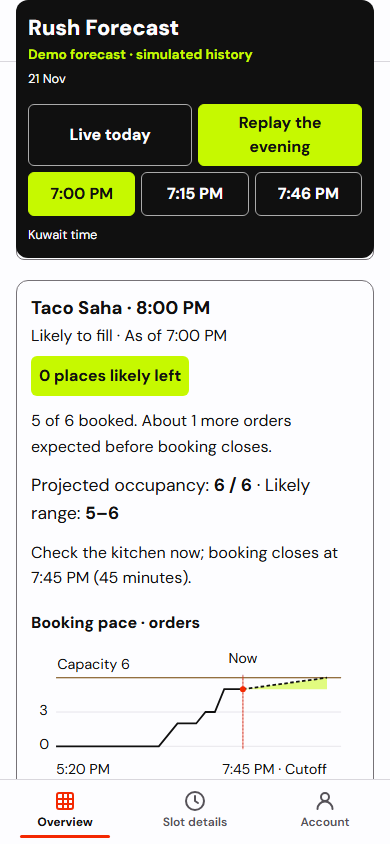 Rush Forecast
Demo forecast · simulated history
21 Nov
Live today
Replay the
evening
7:00 PM
7:15 PM
7:46 PM
Kuwait time
Taco Saha · 8:00 PM
Likely to fill · As of 7:00 PM
0 places likely left
5 of 6 booked. About 1 more orders
expected before booking closes.
Projected occupancy: 6 / 6 · Likely
range: 5–6
Check the kitchen now; booking closes at
7:45 PM (45 minutes).
Booking pace · orders
Capacity 6
Now
3
0
5:20 PM
7:45 PM · Cutoff
Overview
Slot details
Account